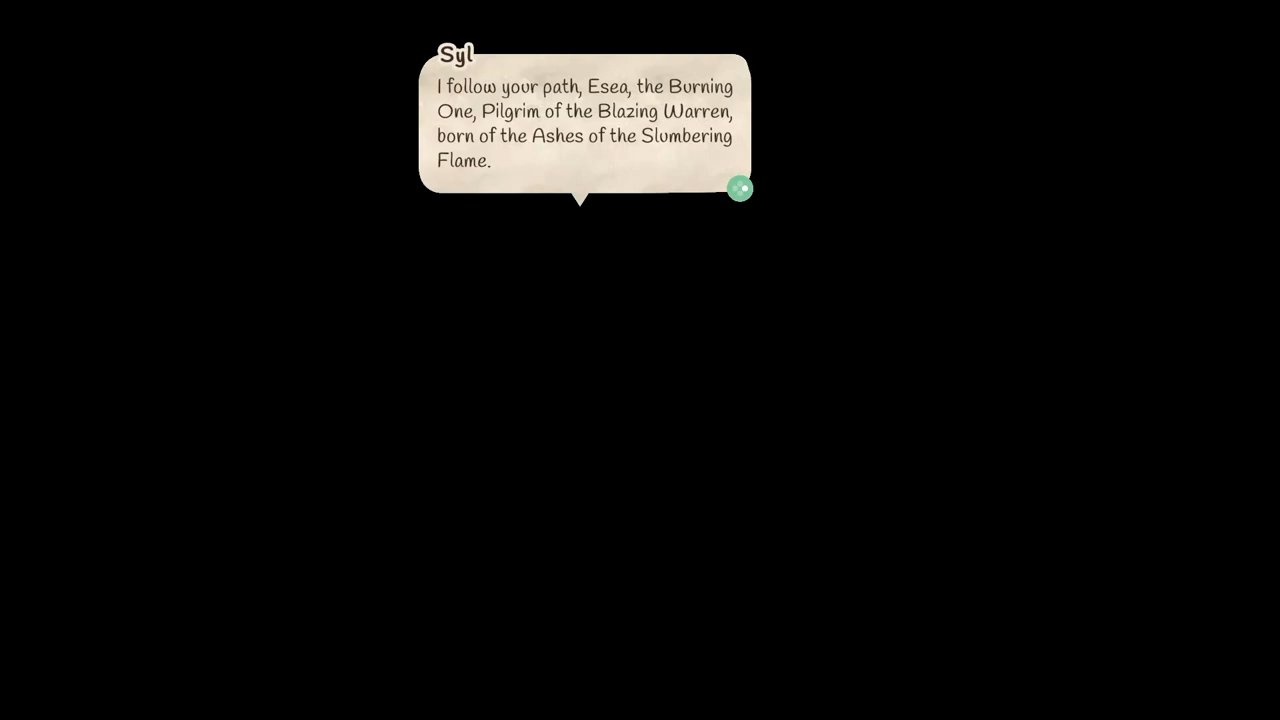 Syl
I follow your path, Esea, the Burning
One, Pilgrim of the Blazing Warren,
born of the Ashes of the Slumbering
Flame.